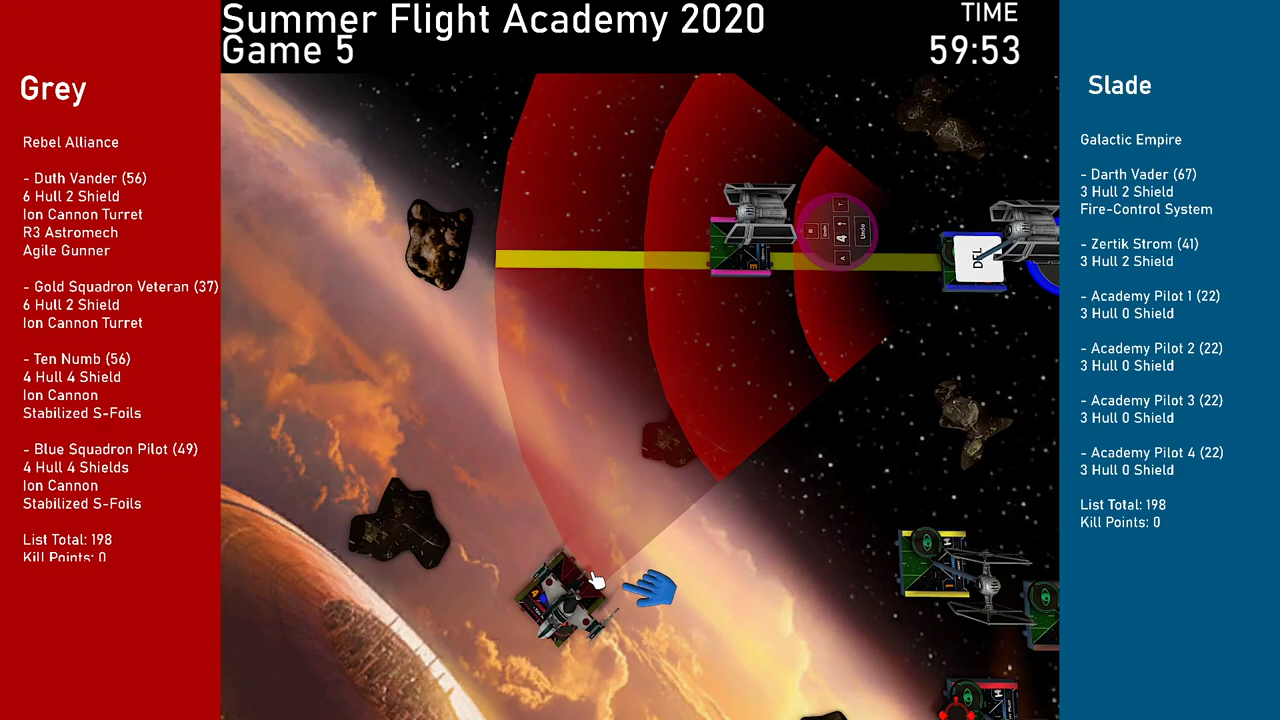 Summer Flight Academy 2020
Game 5
TIME
59:53
Grey
Rebel Alliance
- Duth Vander (56)
6 Hull 2 Shield
Ion Cannon Turret
R3 Astromech
Agile Gunner
- Gold Squadron Veteran (37)
6 Hull 2 Shield
Ion Cannon Turret
- Ten Numb (56)
4 Hull 4 Shield
Ion Cannon
Stabilized S-Foils
- Blue Squadron Pilot (49)
4 Hull 4 Shields
Ion Cannon
Stabilized S-Foils
List Total: 198
Kill Points: 0
4
Undo
DEL
Slade
Galactic Empire
- Darth Vader (67)
3 Hull 2 Shield
Fire-Control System
- Zertik Strom (41)
3 Hull 2 Shield
- Academy Pilot 1 (22)
3 Hull 0 Shield
- Academy Pilot 2 (22)
3 Hull 0 Shield
- Academy Pilot 3 (22)
3 Hull 0 Shield
- Academy Pilot 4 (22)
3 Hull 0 Shield
List Total: 198
Kill Points: 0